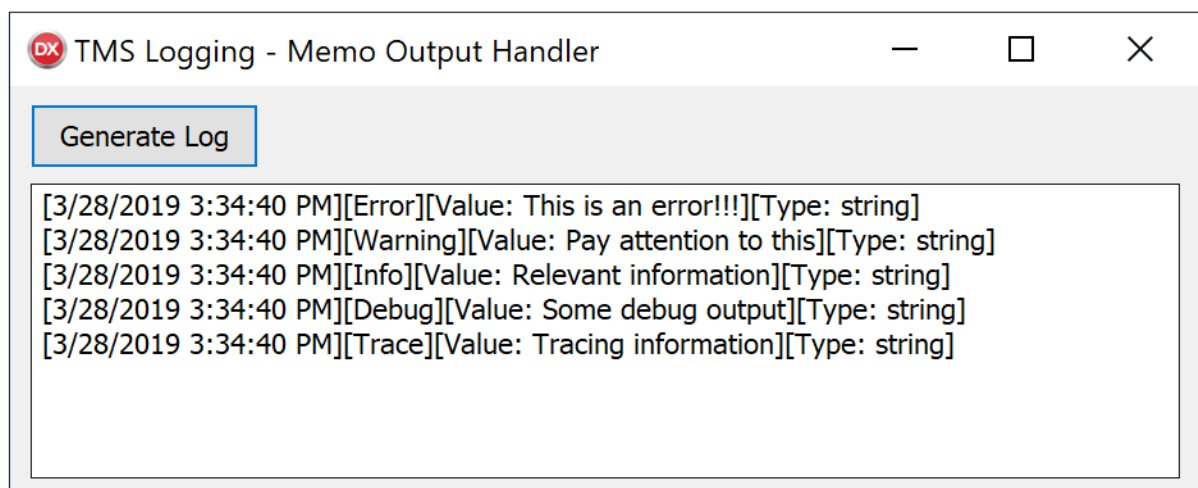 DX TMS Logging - Memo Output Handler
Generate Log
[3/28/2019 3:34:40 PM][Error][Value: This is an error!!!][Type: string]
[3/28/2019 3:34:40 PM][Warning][Value: Pay attention to this][Type: string]
[3/28/2019 3:34:40 PM][Info][Value: Relevant information][Type: string]
[3/28/2019 3:34:40 PM][Debug][Value: Some debug output][Type: string]
[3/28/2019 3:34:40 PM][Trace][Value: Tracing information][Type: string]